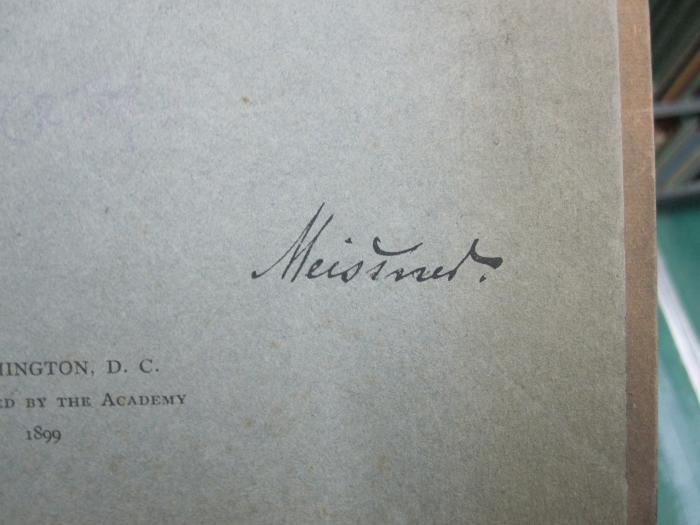 Meissner.
HINGTON, D. C.
ED BY THE ACADEMY
1899